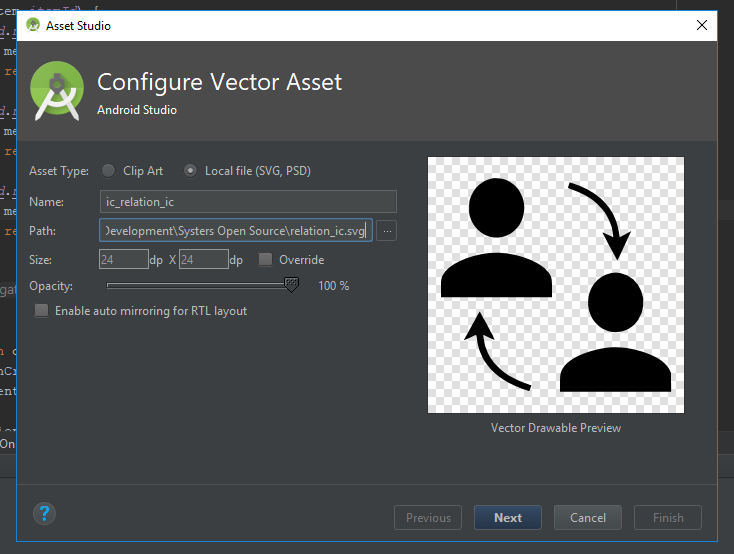 Asset Studio
Configure Vector Asset
Android Studio
Asset Type: Clip Art Local file (SVG, PSD)
Name: ic_relation_ic
Path: Development\Systers Open Source\relation_ic.svg ...
Size: 24 dp X 24 dp Override
Opacity: 100 %
Enable auto mirroring for RTL layout
Vector Drawable Preview
? Previous Next Cancel Finish